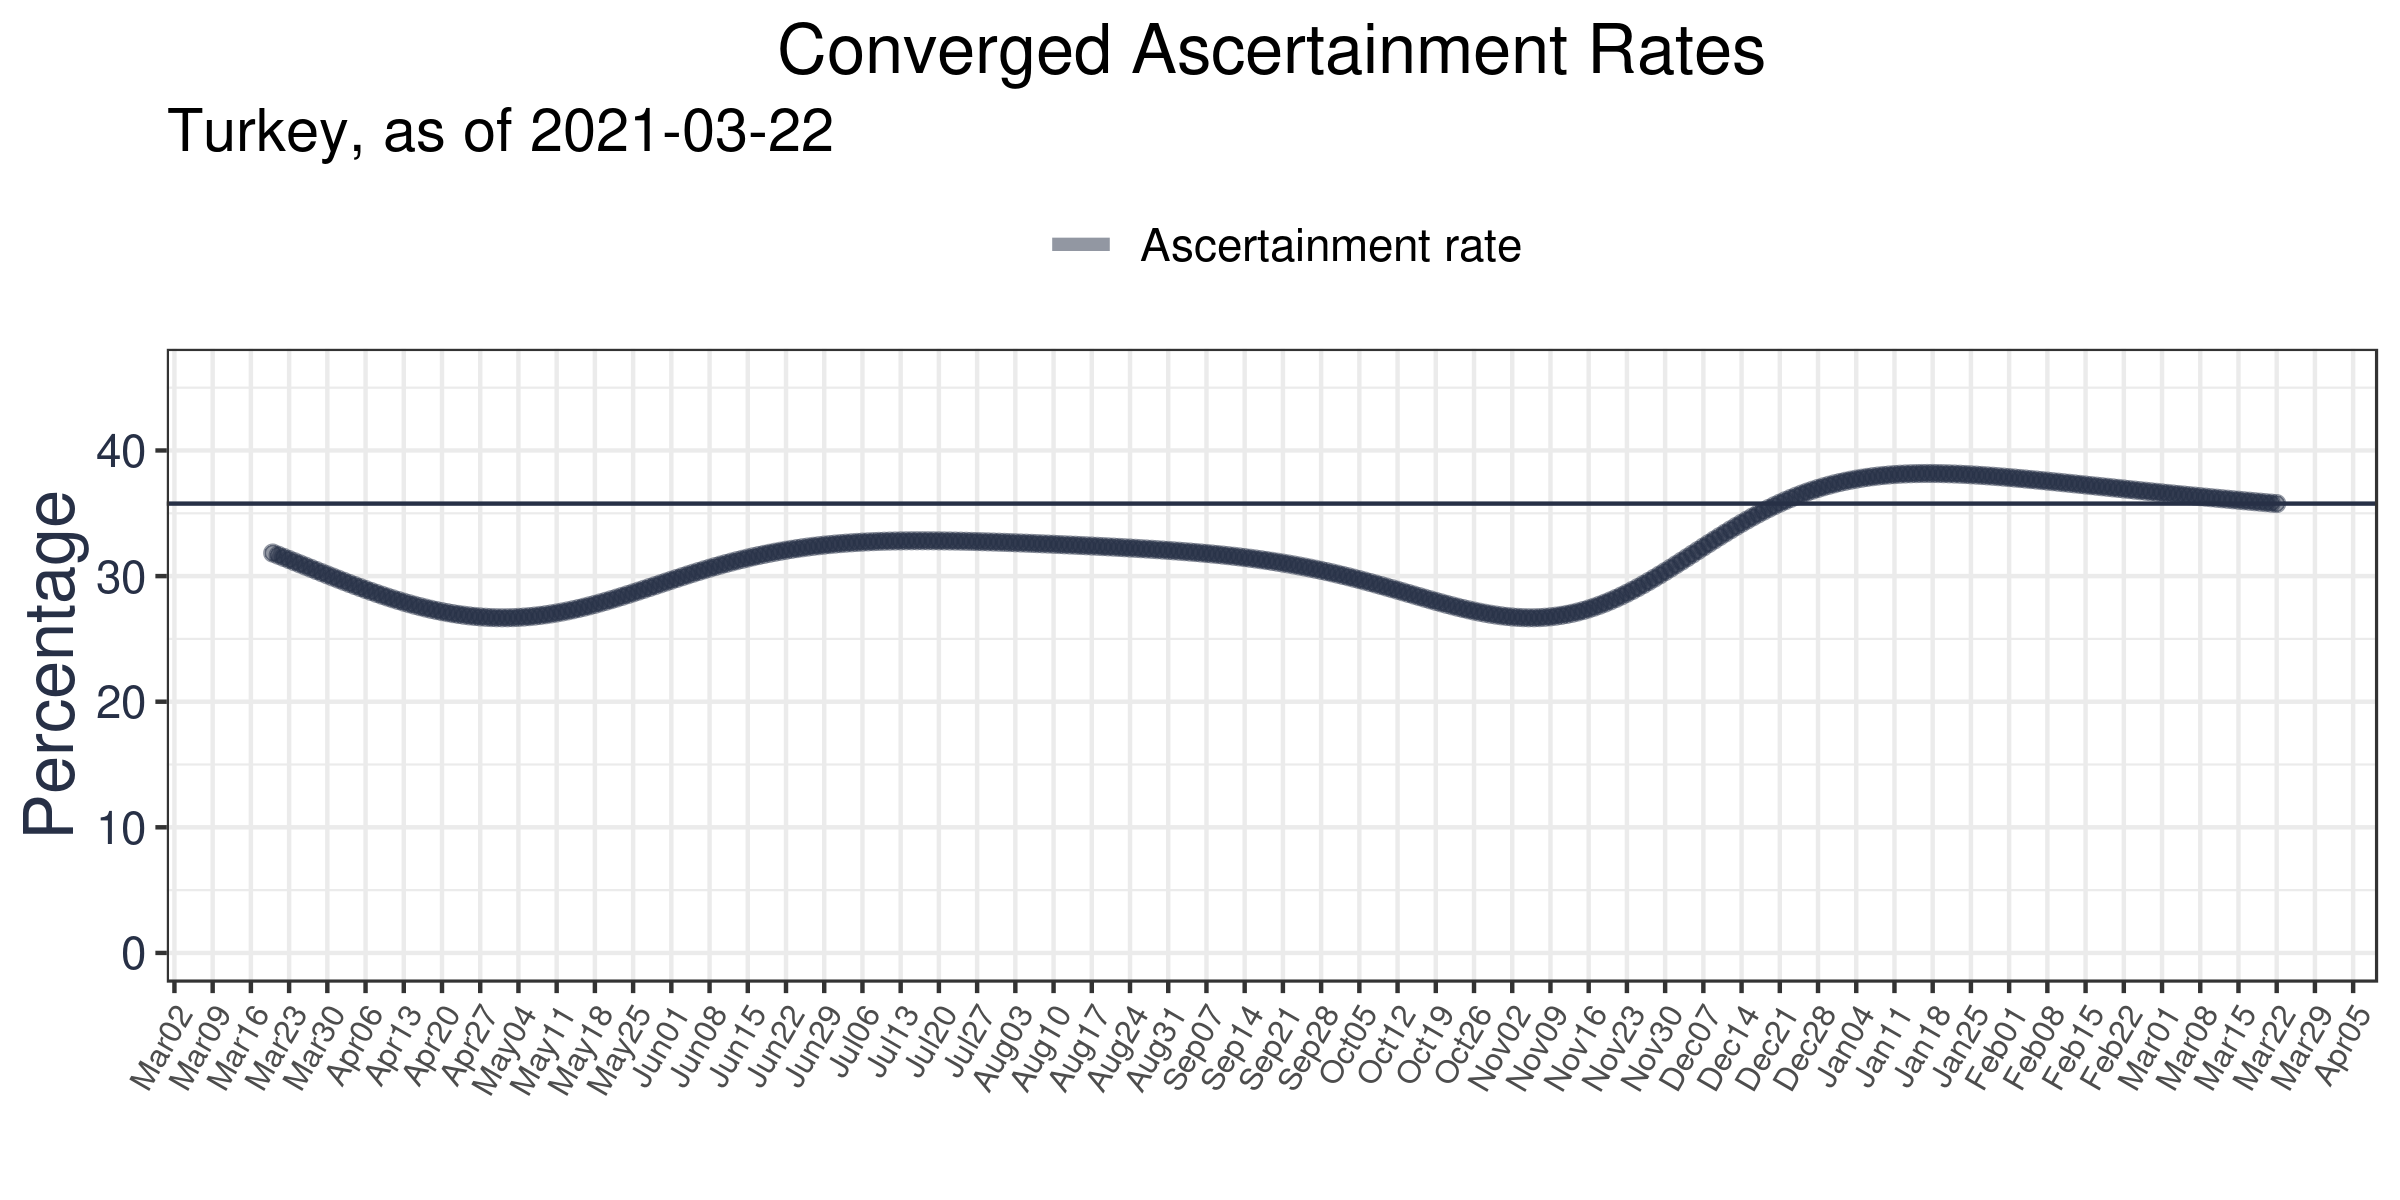 Converged Ascertainment Rates
Turkey, as of 2021-03-22
Ascertainment rate
Percentage
40
30
20
10
0
Mar02 Mar09 Mar16 Mar23 Mar30 Apr06 Apr13 Apr20 Apr27 May04 May11 May18 May25 Jun01 Jun08 Jun15 Jun22 Jun29 Jul06 Jul13 Jul20 Jul27 Aug03 Aug10 Aug17 Aug24 Aug31 Sep07 Sep14 Sep21 Sep28 Oct05 Oct12 Oct19 Oct26 Nov02 Nov09 Nov16 Nov23 Nov30 Dec07 Dec14 Dec21 Dec28 Jan04 Jan11 Jan18 Jan25 Feb01 Feb08 Feb15 Feb22 Mar01 Mar08 Mar15 Mar22 Mar29 Apr05